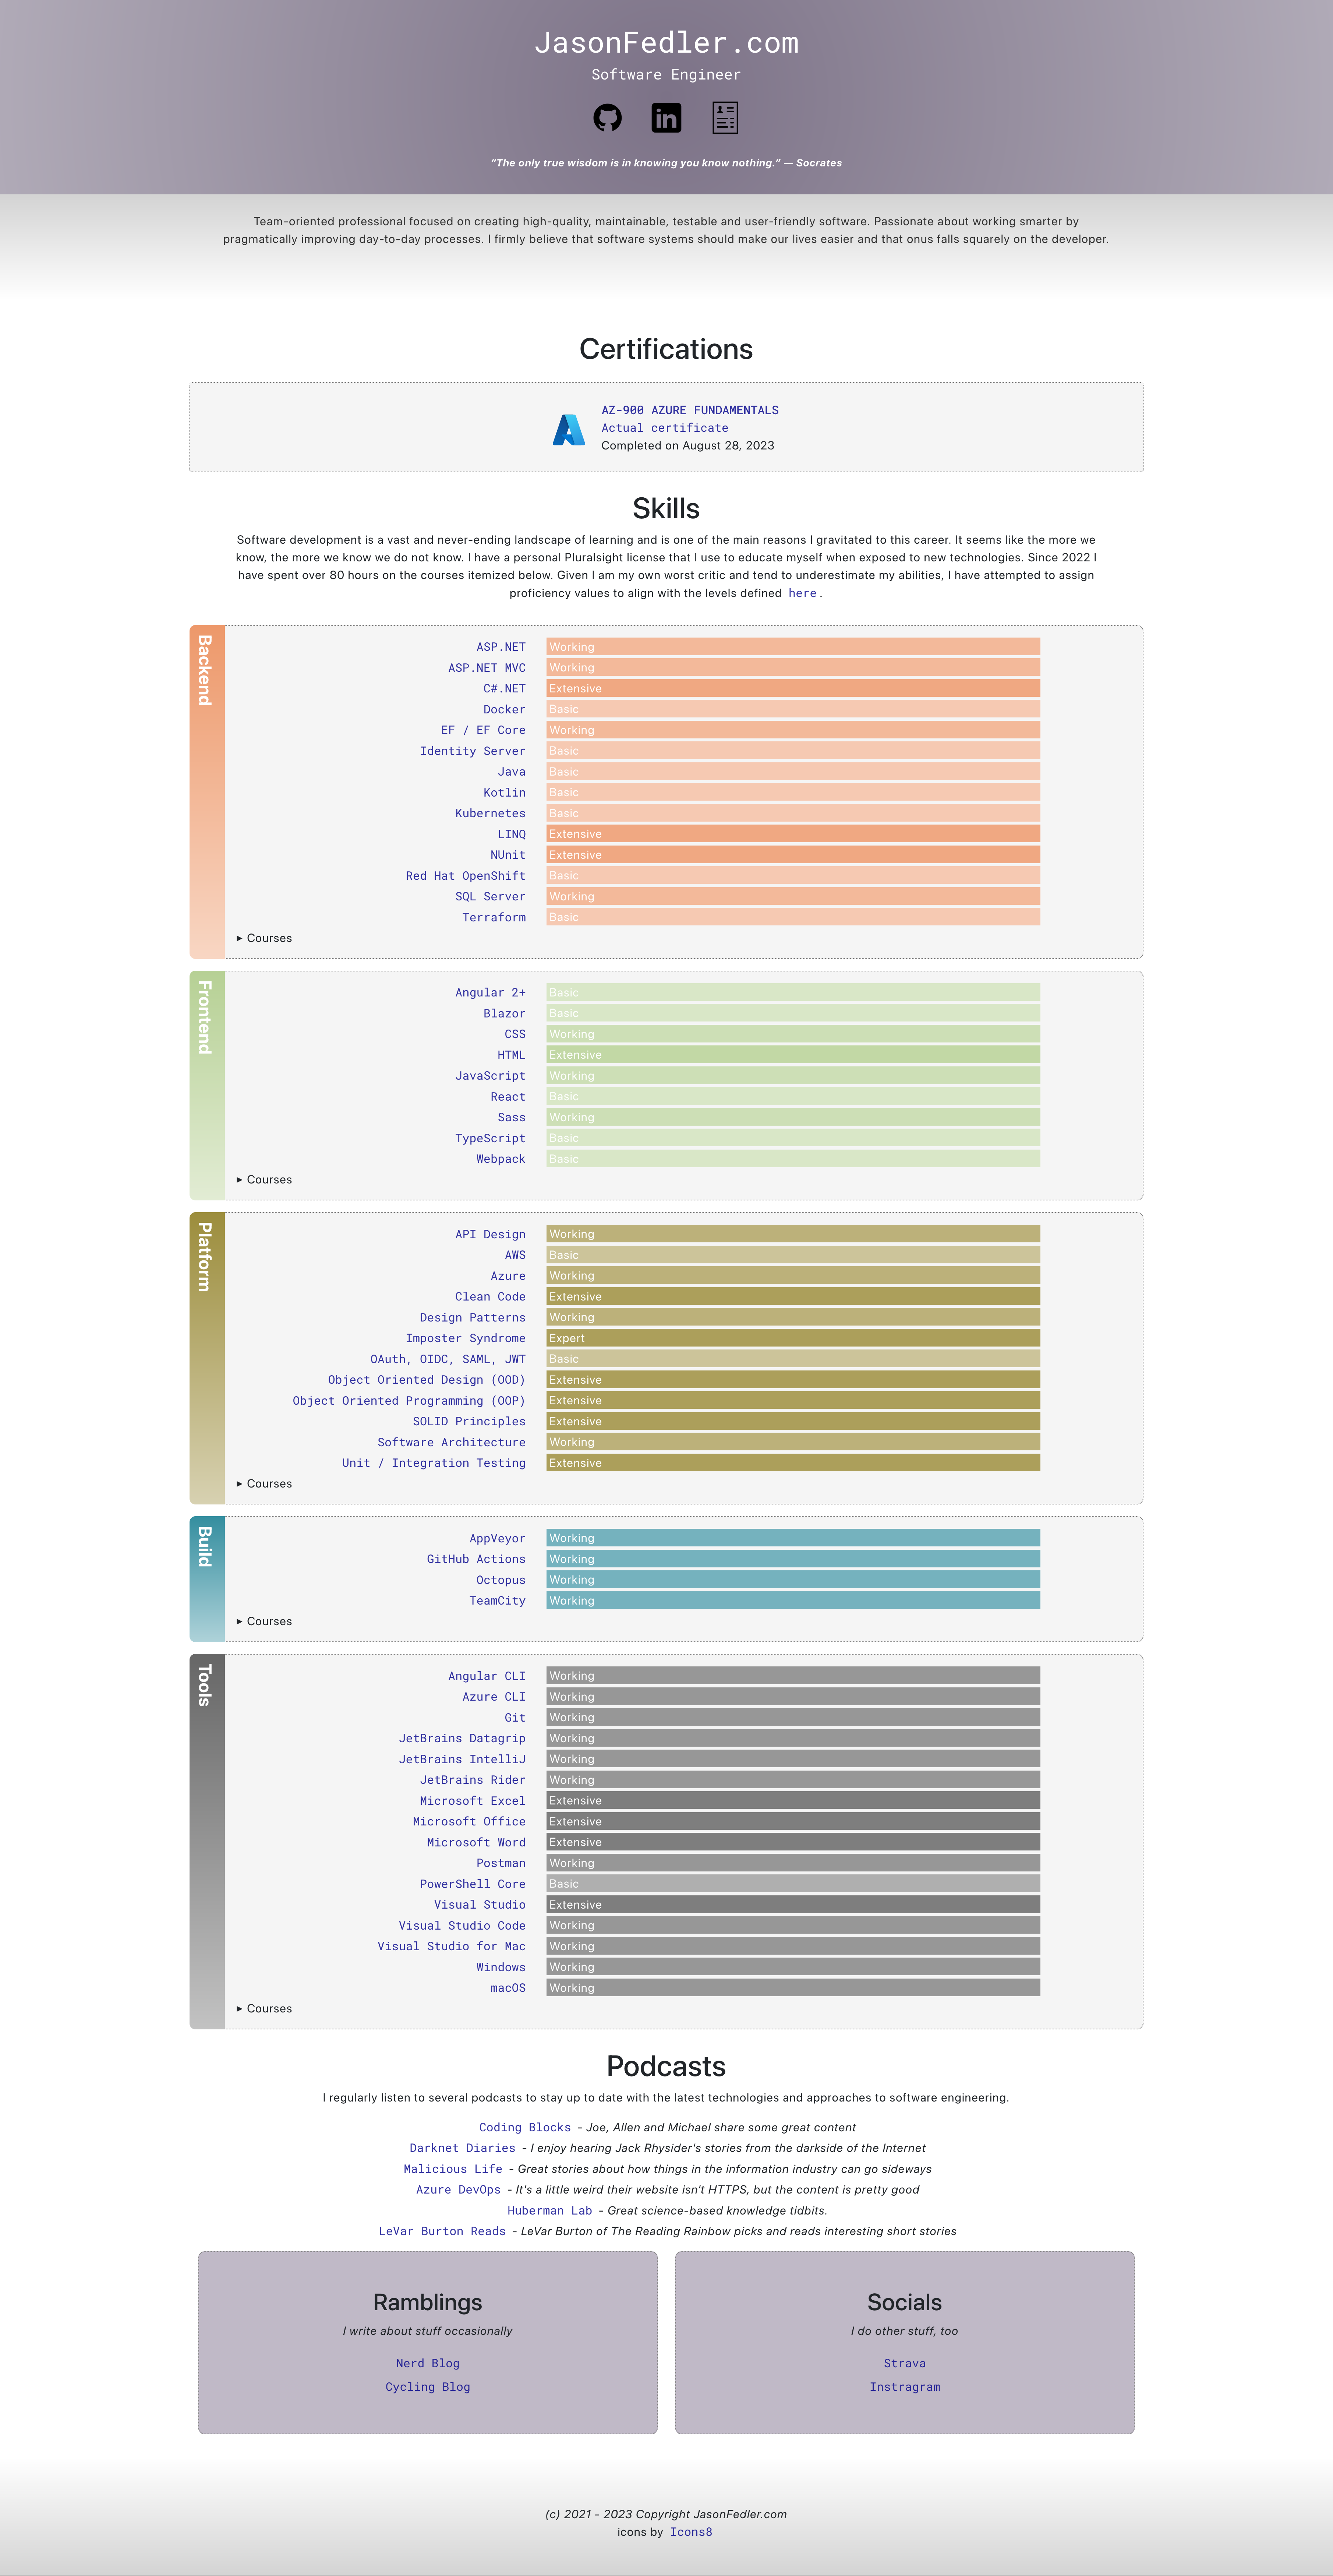 JasonFedler.com
Software Engineer
in
“The only true wisdom is in knowing you know nothing.” — Socrates
Team-oriented professional focused on creating high-quality, maintainable, testable and user-friendly software. Passionate about working smarter by
pragmatically improving day-to-day processes. I firmly believe that software systems should make our lives easier and that onus falls squarely on the developer.
Certifications
AZ-900 AZURE FUNDAMENTALS
Actual certificate
Completed on August 28, 2023
Skills
Software development is a vast and never-ending landscape of learning and is one of the main reasons I gravitated to this career. It seems like the more we
know, the more we know we do not know. I have a personal Pluralsight license that I use to educate myself when exposed to new technologies. Since 2022 I
have spent over 80 hours on the courses itemized below. Given I am my own worst critic and tend to underestimate my abilities, I have attempted to assign
proficiency values to align with the levels defined here.
Backend
ASP.NET Working
ASP.NET MVC Working
C#.NET Extensive
Docker Basic
EF / EF Core Working
Identity Server Basic
Java Basic
Kotlin Basic
Kubernetes Basic
LINQ Extensive
NUnit Extensive
Red Hat OpenShift Basic
SQL Server Working
Terraform Basic
▸ Courses
Frontend
Angular 2+ Basic
Blazor Basic
CSS Working
HTML Extensive
JavaScript Working
React Basic
Sass Working
TypeScript Basic
Webpack Basic
▸ Courses
Platform
API Design Working
AWS Basic
Azure Working
Clean Code Extensive
Design Patterns Working
Imposter Syndrome Expert
OAuth, OIDC, SAML, JWT Basic
Object Oriented Design (OOD) Extensive
Object Oriented Programming (OOP) Extensive
SOLID Principles Extensive
Software Architecture Working
Unit / Integration Testing Extensive
▸ Courses
Build
AppVeyor Working
GitHub Actions Working
Octopus Working
TeamCity Working
▸ Courses
Tools
Angular CLI Working
Azure CLI Working
Git Working
JetBrains Datagrip Working
JetBrains IntelliJ Working
JetBrains Rider Working
Microsoft Excel Extensive
Microsoft Office Extensive
Microsoft Word Extensive
Postman Working
PowerShell Core Basic
Visual Studio Extensive
Visual Studio Code Working
Visual Studio for Mac Working
Windows Working
macOS Working
▸ Courses
Podcasts
I regularly listen to several podcasts to stay up to date with the latest technologies and approaches to software engineering.
Coding Blocks - Joe, Allen and Michael share some great content
Darknet Diaries - I enjoy hearing Jack Rhysider's stories from the darkside of the Internet
Malicious Life - Great stories about how things in the information industry can go sideways
Azure DevOps - It's a little weird their website isn't HTTPS, but the content is pretty good
Huberman Lab - Great science-based knowledge tidbits.
LeVar Burton Reads - LeVar Burton of The Reading Rainbow picks and reads interesting short stories
Ramblings
I write about stuff occasionally
Nerd Blog
Cycling Blog
Socials
I do other stuff, too
Strava
Instragram
(c) 2021 - 2023 Copyright JasonFedler.com
icons by Icons8